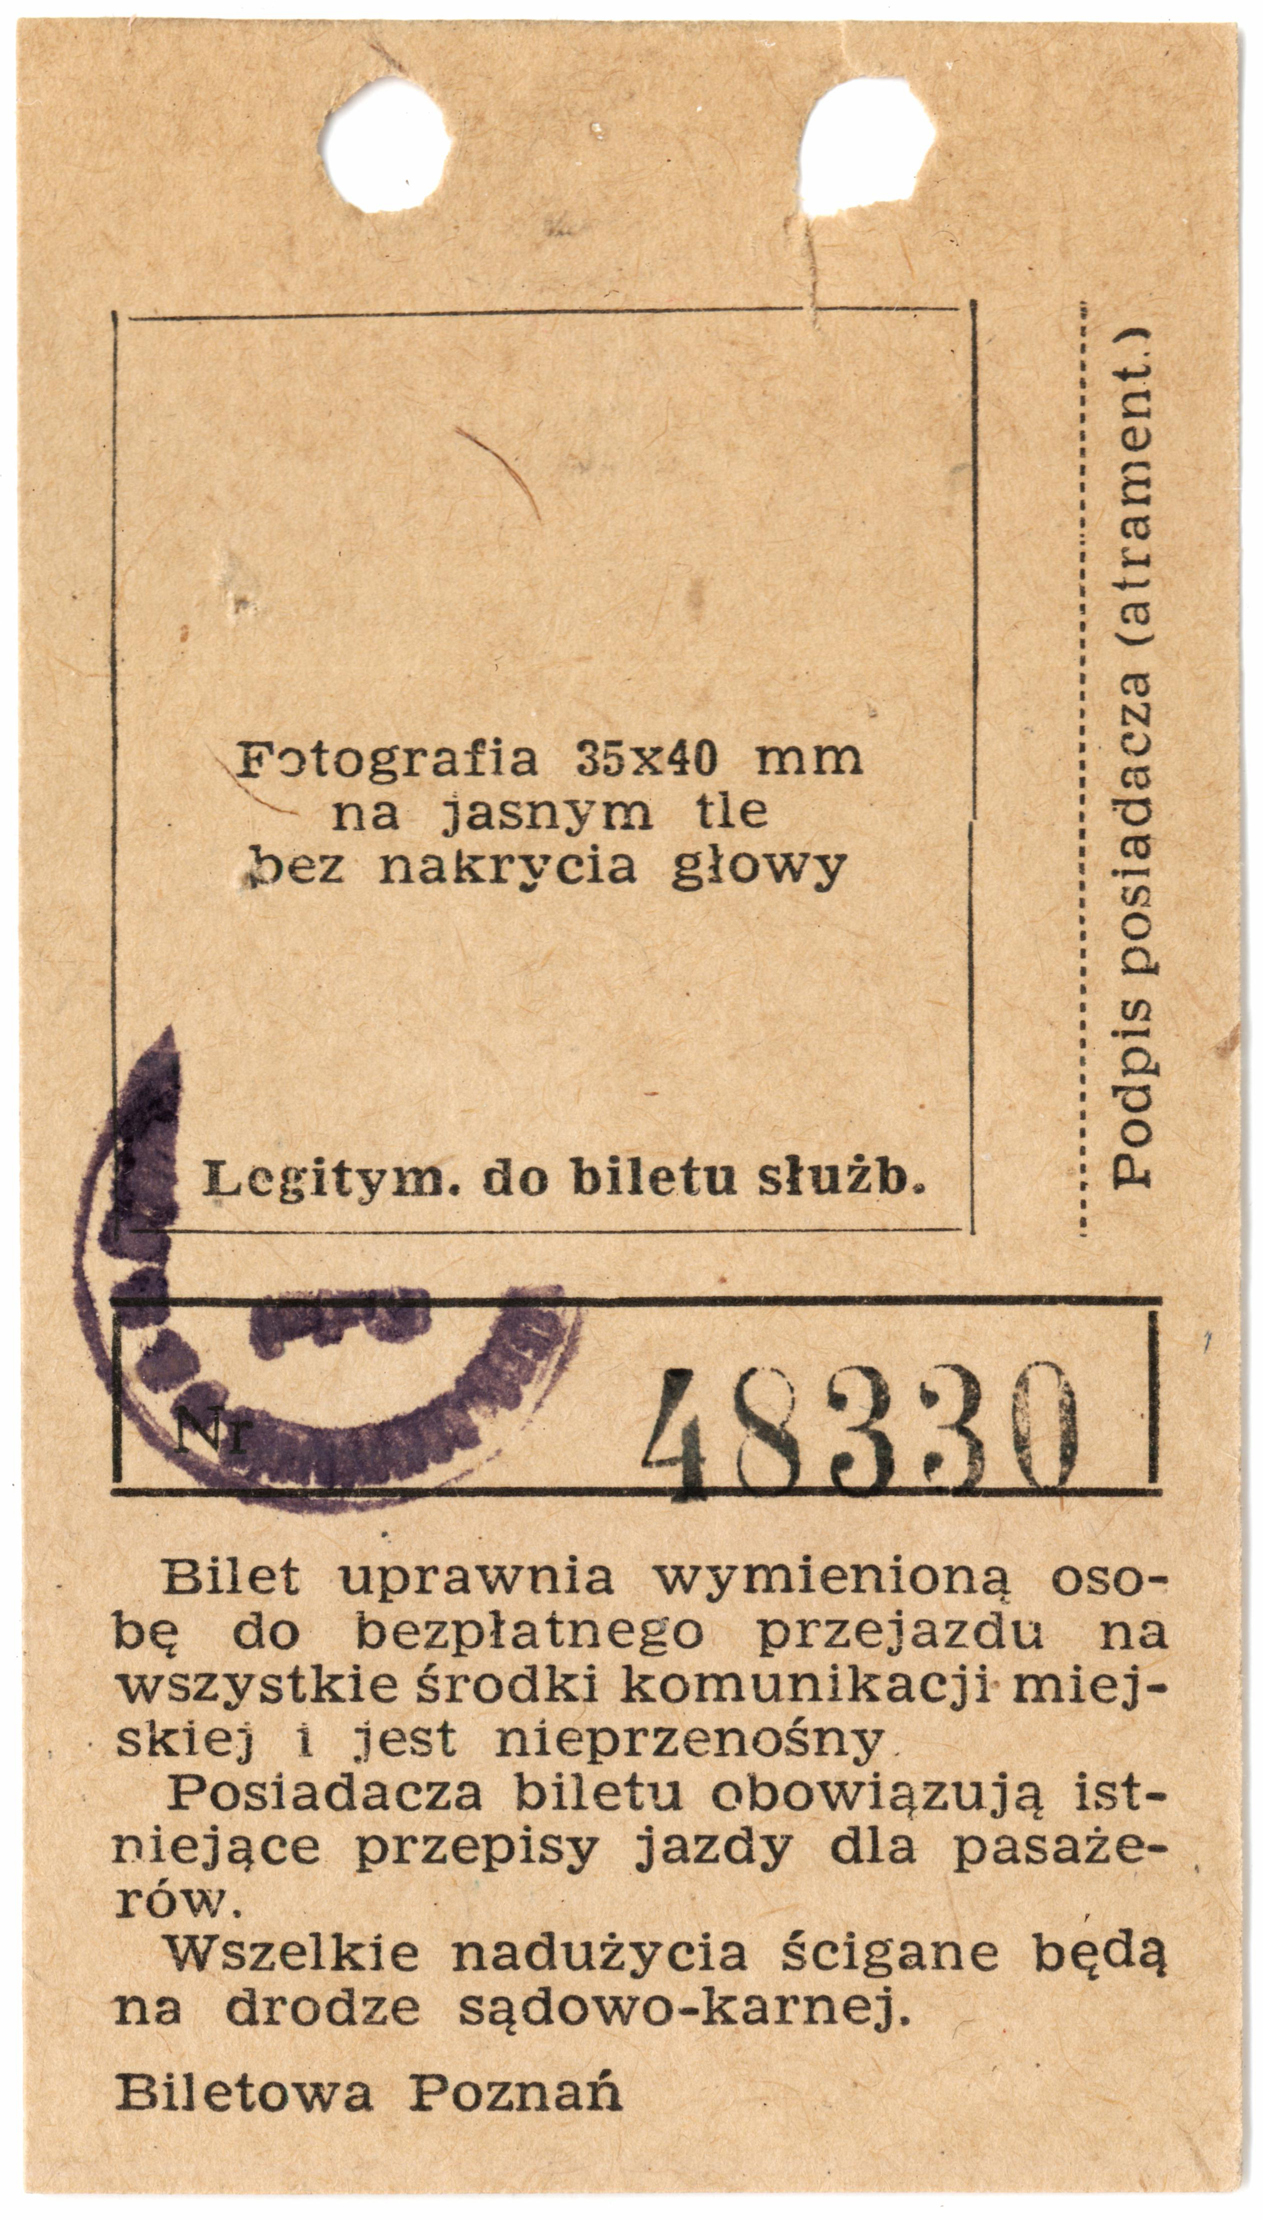 Fotografia 35x40 mm
na jasnym tle
bez nakrycia głowy
Legitym. do biletu służb.
Podpis posiadacza (atrament.)
Nr 48330
Bilet uprawnia wymienioną oso-
bę do bezpłatnego przejazdu na
wszystkie środki komunikacji miej-
skiej i jest nieprzenośny.
Posiadacza biletu obowiązują ist-
niejące przepisy jazdy dla pasaże-
rów.
Wszelkie nadużycia ścigane będą
na drodze sądowo-karnej.
Biletowa Poznań